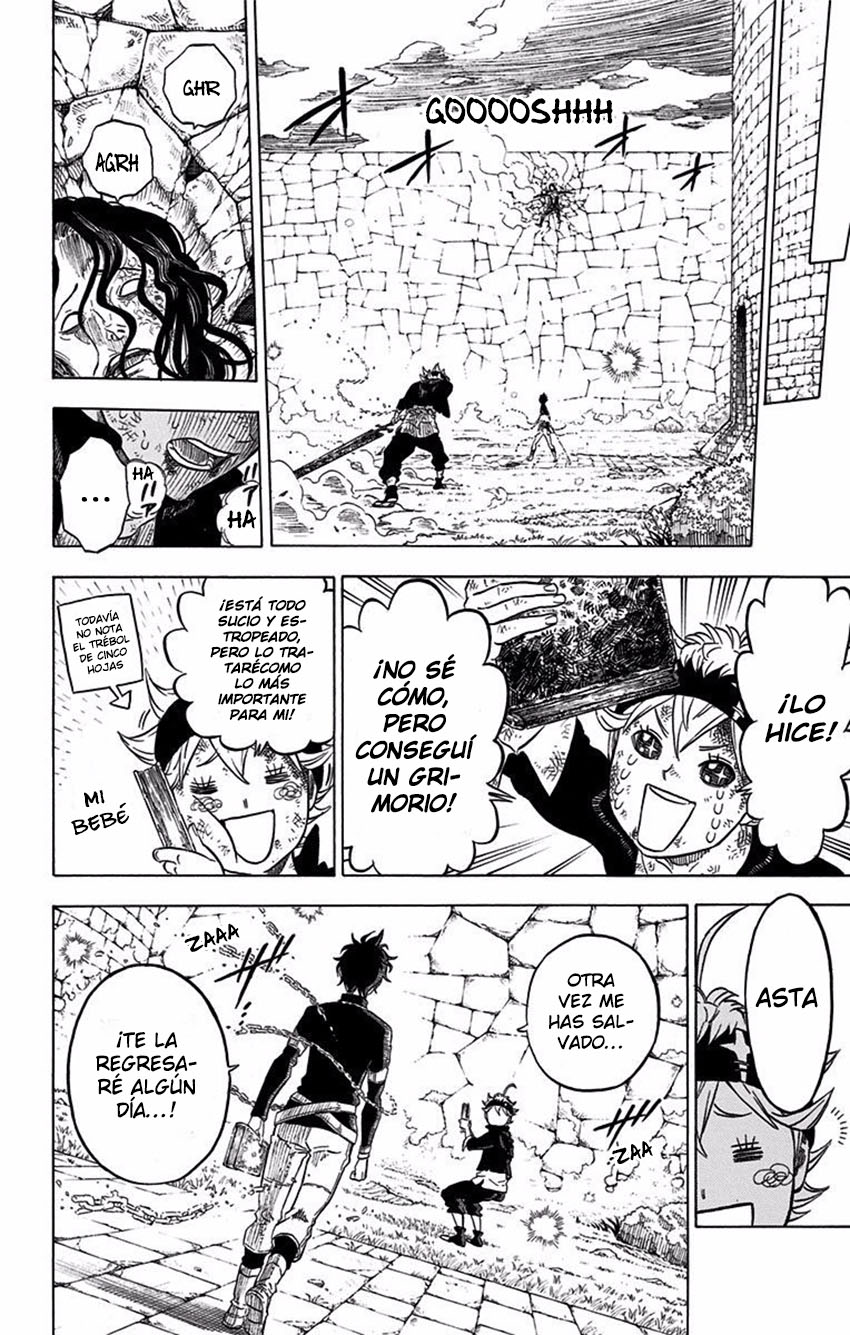 GOOOOSHHH
GHR
AGRH
HA
HA
...
¡LO
HICE!
¡NO SÉ
CÓMO,
PERO
CONSEGUÍ
UN GRI-
MORIO!
¡ESTÁ TODO
SUCIO Y ES-
TROPEADO,
PERO LO TRA-
TARÉCOMO
LO MÁS
IMPORTANTE
PARA MI!
TODAVÍA
NO NOTA
EL TRÉBOL
DE CINCO
HOJAS
MI
BEBÉ
ASTA
OTRA
VEZ ME
HAS SAL-
VADO...
ZAA
ZAAA
¡TE LA
REGRESA-
RÉ ALGÚN
DÍA...!